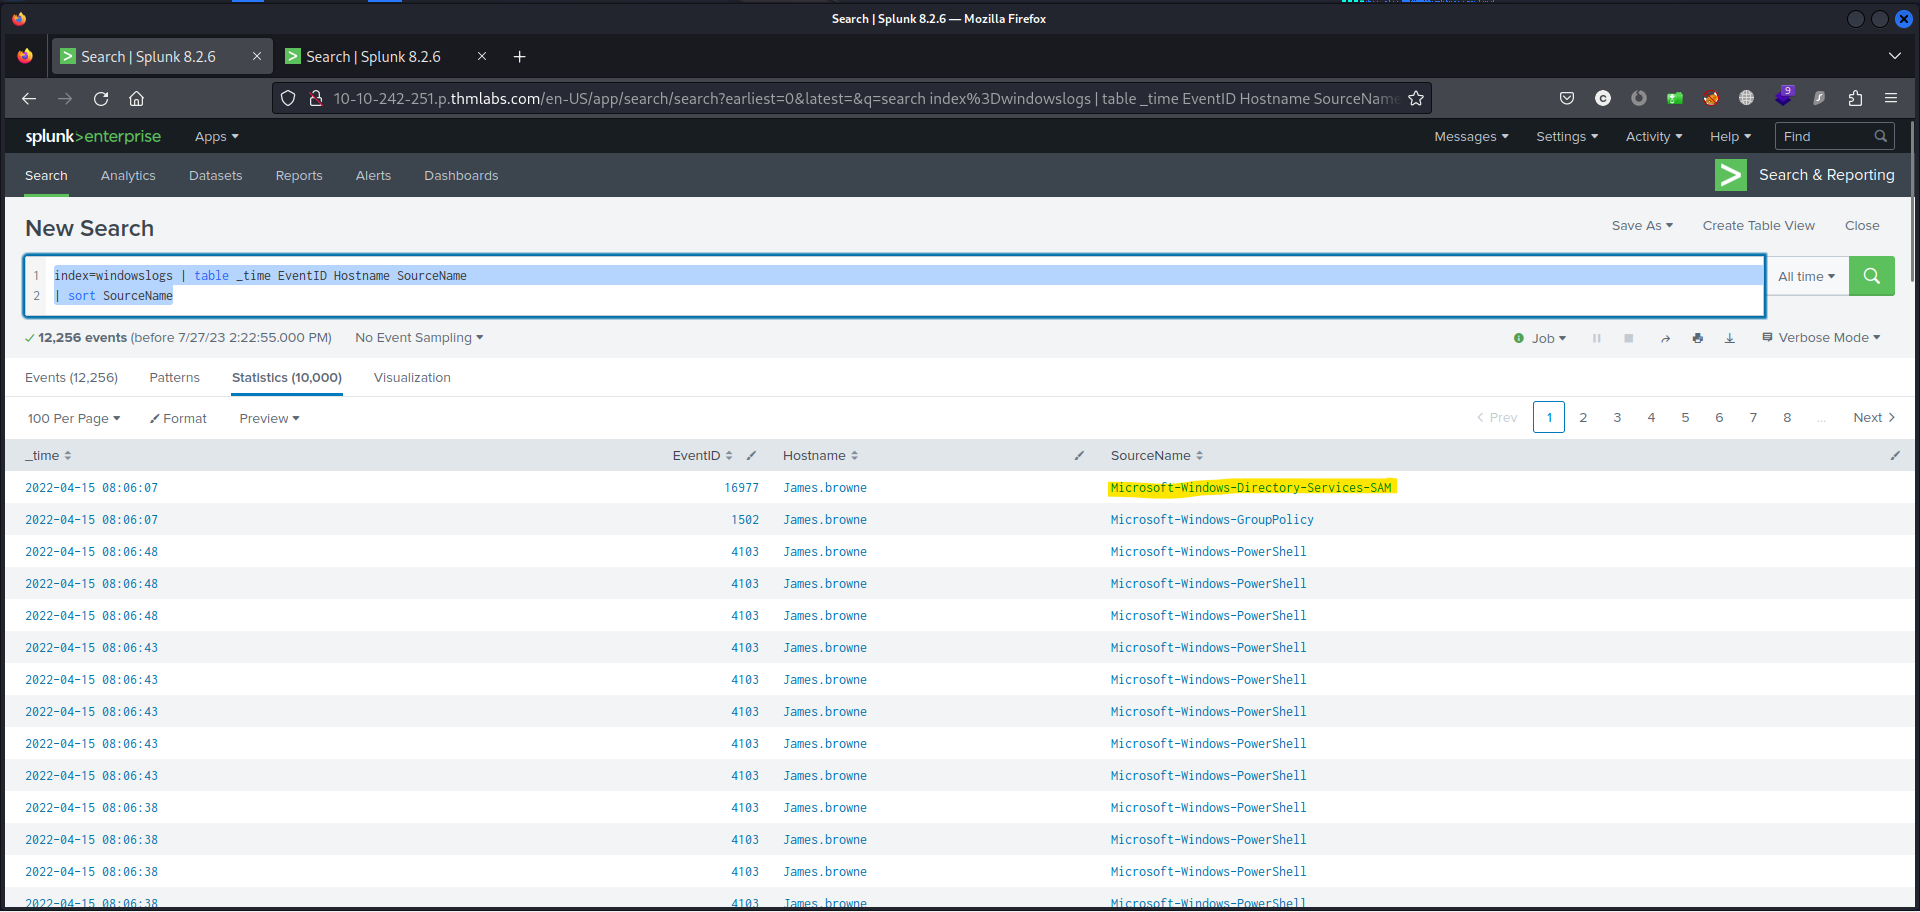 Search | Splunk 8.2.6 — Mozilla Firefox
Search | Splunk 8.2.6
Search | Splunk 8.2.6
10-10-242-251.p.thmlabs.com/en-US/app/search/search?earliest=0&latest=&q=search index%3Dwindowslogs | table _time EventID Hostname SourceName
9
splunk>enterprise Apps Messages Settings Activity Help Find
Search Analytics Datasets Reports Alerts Dashboards Search & Reporting
New Search Save As Create Table View Close
1 index=windowslogs | table _time EventID Hostname SourceName
2 | sort SourceName
All time
12,256 events (before 7/27/23 2:22:55.000 PM) No Event Sampling Job Verbose Mode
Events (12,256) Patterns Statistics (10,000) Visualization
100 Per Page Format Preview < Prev 1 2 3 4 5 6 7 8 ... Next >
_time EventID Hostname SourceName
2022-04-15 08:06:07 16977 James.browne Microsoft-Windows-Directory-Services-SAM
2022-04-15 08:06:07 1502 James.browne Microsoft-Windows-GroupPolicy
2022-04-15 08:06:48 4103 James.browne Microsoft-Windows-PowerShell
2022-04-15 08:06:48 4103 James.browne Microsoft-Windows-PowerShell
2022-04-15 08:06:48 4103 James.browne Microsoft-Windows-PowerShell
2022-04-15 08:06:43 4103 James.browne Microsoft-Windows-PowerShell
2022-04-15 08:06:43 4103 James.browne Microsoft-Windows-PowerShell
2022-04-15 08:06:43 4103 James.browne Microsoft-Windows-PowerShell
2022-04-15 08:06:43 4103 James.browne Microsoft-Windows-PowerShell
2022-04-15 08:06:43 4103 James.browne Microsoft-Windows-PowerShell
2022-04-15 08:06:38 4103 James.browne Microsoft-Windows-PowerShell
2022-04-15 08:06:38 4103 James.browne Microsoft-Windows-PowerShell
2022-04-15 08:06:38 4103 James.browne Microsoft-Windows-PowerShell
2022-04-15 08:06:38 4103 James.browne Microsoft-Windows-PowerShell